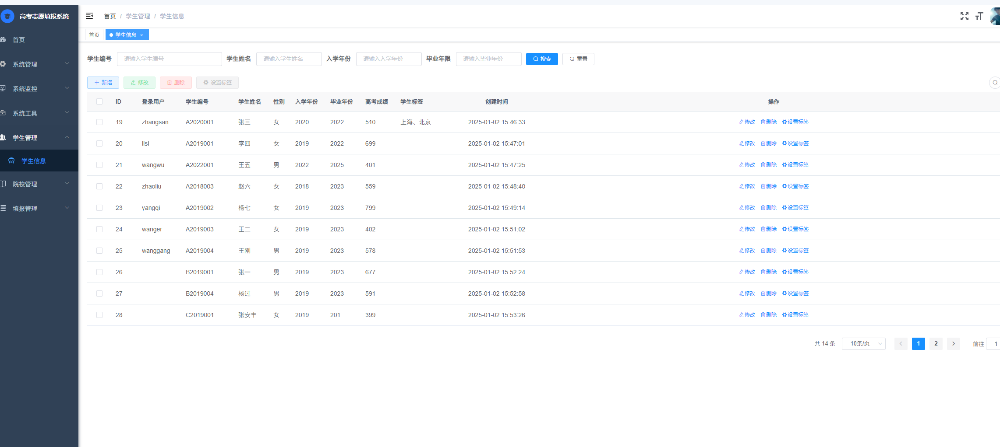 高考志愿填报系统
首页 / 学生管理 / 学生信息
首页
学生信息 ×
首页
系统管理
系统监控
系统工具
学生管理
学生信息
院校管理
填报管理
学生编号 请输入学生编号 学生姓名 请输入学生姓名 入学年份 请输入入学年份 毕业年限 请输入毕业年份 搜索 重置
新增 修改 删除 设置标签
ID 登录用户 学生编号 学生姓名 性别 入学年份 毕业年份 高考成绩 学生标签 创建时间 操作
19 zhangsan A2020001 张三 女 2020 2022 510 上海、北京 2025-01-02 15:46:33 修改 删除 设置标签
20 lisi A2019001 李四 女 2019 2022 699 2025-01-02 15:47:01 修改 删除 设置标签
21 wangwu A2022001 王五 男 2022 2025 401 2025-01-02 15:47:25 修改 删除 设置标签
22 zhaoliu A2018003 赵六 女 2018 2023 559 2025-01-02 15:48:40 修改 删除 设置标签
23 yangqi A2019002 杨七 女 2019 2023 799 2025-01-02 15:49:14 修改 删除 设置标签
24 wanger A2019003 王二 女 2019 2023 402 2025-01-02 15:51:02 修改 删除 设置标签
25 wanggang A2019004 王刚 男 2019 2023 578 2025-01-02 15:51:53 修改 删除 设置标签
26 B2019001 张一 男 2019 2023 677 2025-01-02 15:52:24 修改 删除 设置标签
27 B2019004 杨过 男 2019 2023 591 2025-01-02 15:52:58 修改 删除 设置标签
28 C2019001 张安丰 女 2019 201 399 2025-01-02 15:53:26 修改 删除 设置标签
共 14 条 10条/页 1 2 前往 1